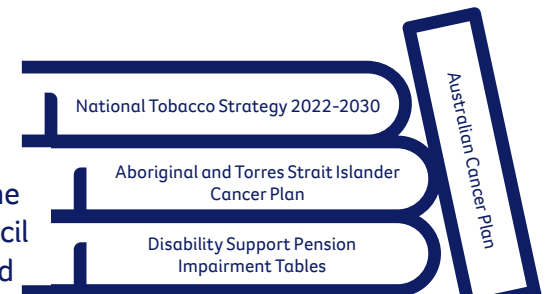 National Tobacco Strategy 2022-2030
Aboriginal and Torres Strait Islander
Cancer Plan
Disability Support Pension
Impairment Tables
Australian Cancer Plan